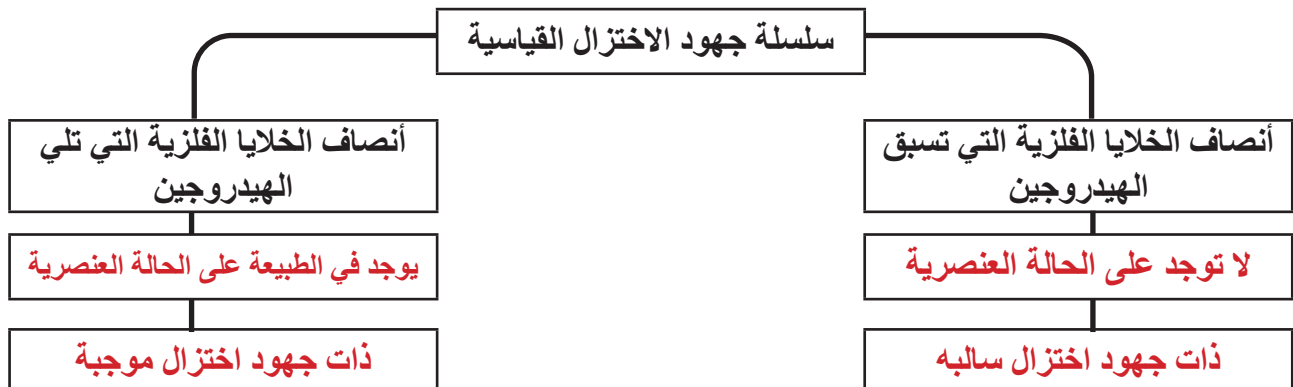 سلسلة جهود الاختزال القياسية
أنصاف الخلايا الفلزية التي تسبق
الهيدروجين
لا توجد على الحالة العنصرية
ذات جهود اختزال سالبه
أنصاف الخلايا الفلزية التي تلي
الهيدروجين
يوجد في الطبيعة على الحالة العنصرية
ذات جهود اختزال موجبة